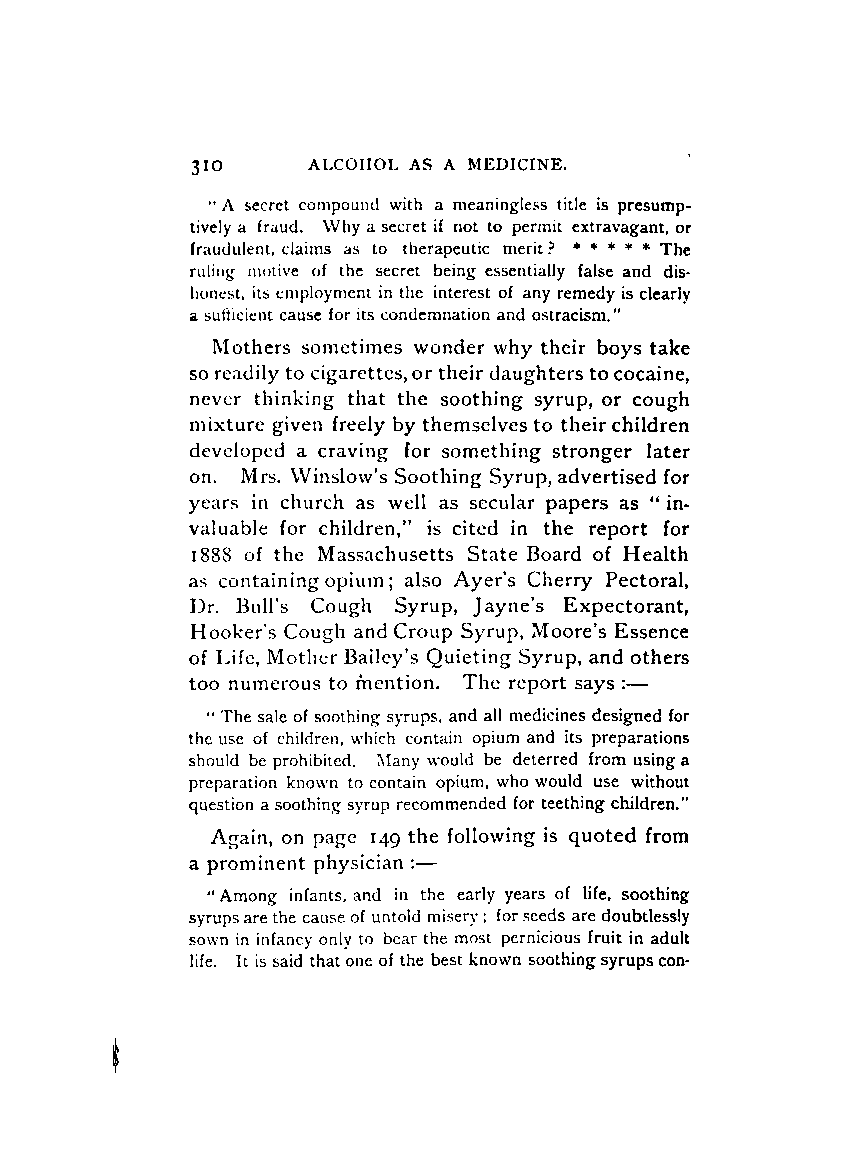 310 ALCOHOL AS A MEDICINE.
" A secret compound with a meaningless title is presump-
tively a fraud. Why a secret if not to permit extravagant, or
fraudulent, claims as to therapeutic merit? * * * * * The
ruling motive of the secret being essentially false and dis-
honest, its employment in the interest of any remedy is clearly
a sufficient cause for its condemnation and ostracism."
Mothers sometimes wonder why their boys take
so readily to cigarettes, or their daughters to cocaine,
never thinking that the soothing syrup, or cough
mixture given freely by themselves to their children
developed a craving for something stronger later
on. Mrs. Winslow's Soothing Syrup, advertised for
years in church as well as secular papers as " in-
valuable for children," is cited in the report for
1888 of the Massachusetts State Board of Health
as containing opium; also Ayer's Cherry Pectoral,
Dr. Bull's Cough Syrup, Jayne's Expectorant,
Hooker's Cough and Croup Syrup, Moore's Essence
of Life, Mother Bailey's Quieting Syrup, and others
too numerous to mention. The report says :—
" The sale of soothing syrups, and all medicines designed for
the use of children, which contain opium and its preparations
should be prohibited. Many would be deterred from using a
preparation known to contain opium, who would use without
question a soothing syrup recommended for teething children."
Again, on page 149 the following is quoted from
a prominent physician :—
" Among infants, and in the early years of life, soothing
syrups are the cause of untold misery ; for seeds are doubtlessly
sown in infancy only to bear the most pernicious fruit in adult
life. It is said that one of the best known soothing syrups con-